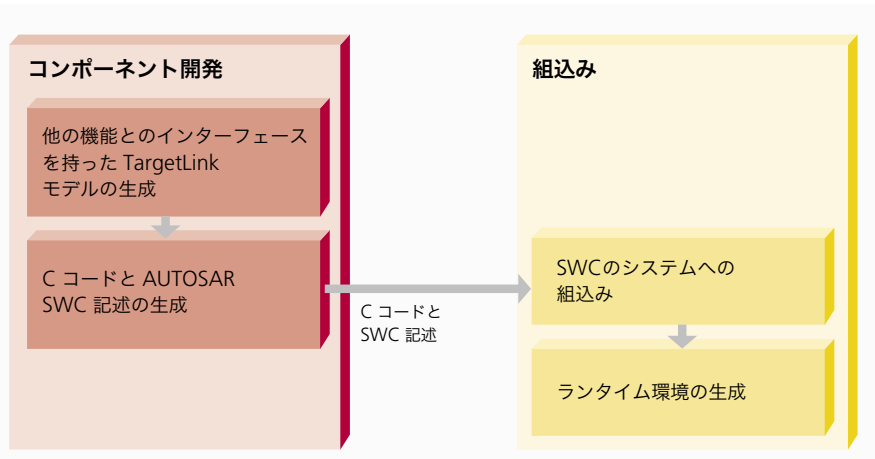 コンポーネント開発
他の機能とのインターフェース
を持った TargetLink
モデルの生成
C コードと AUTOSAR
SWC 記述の生成
C コードと
SWC 記述
組込み
SWCのシステムへの
組込み
ランタイム環境の生成